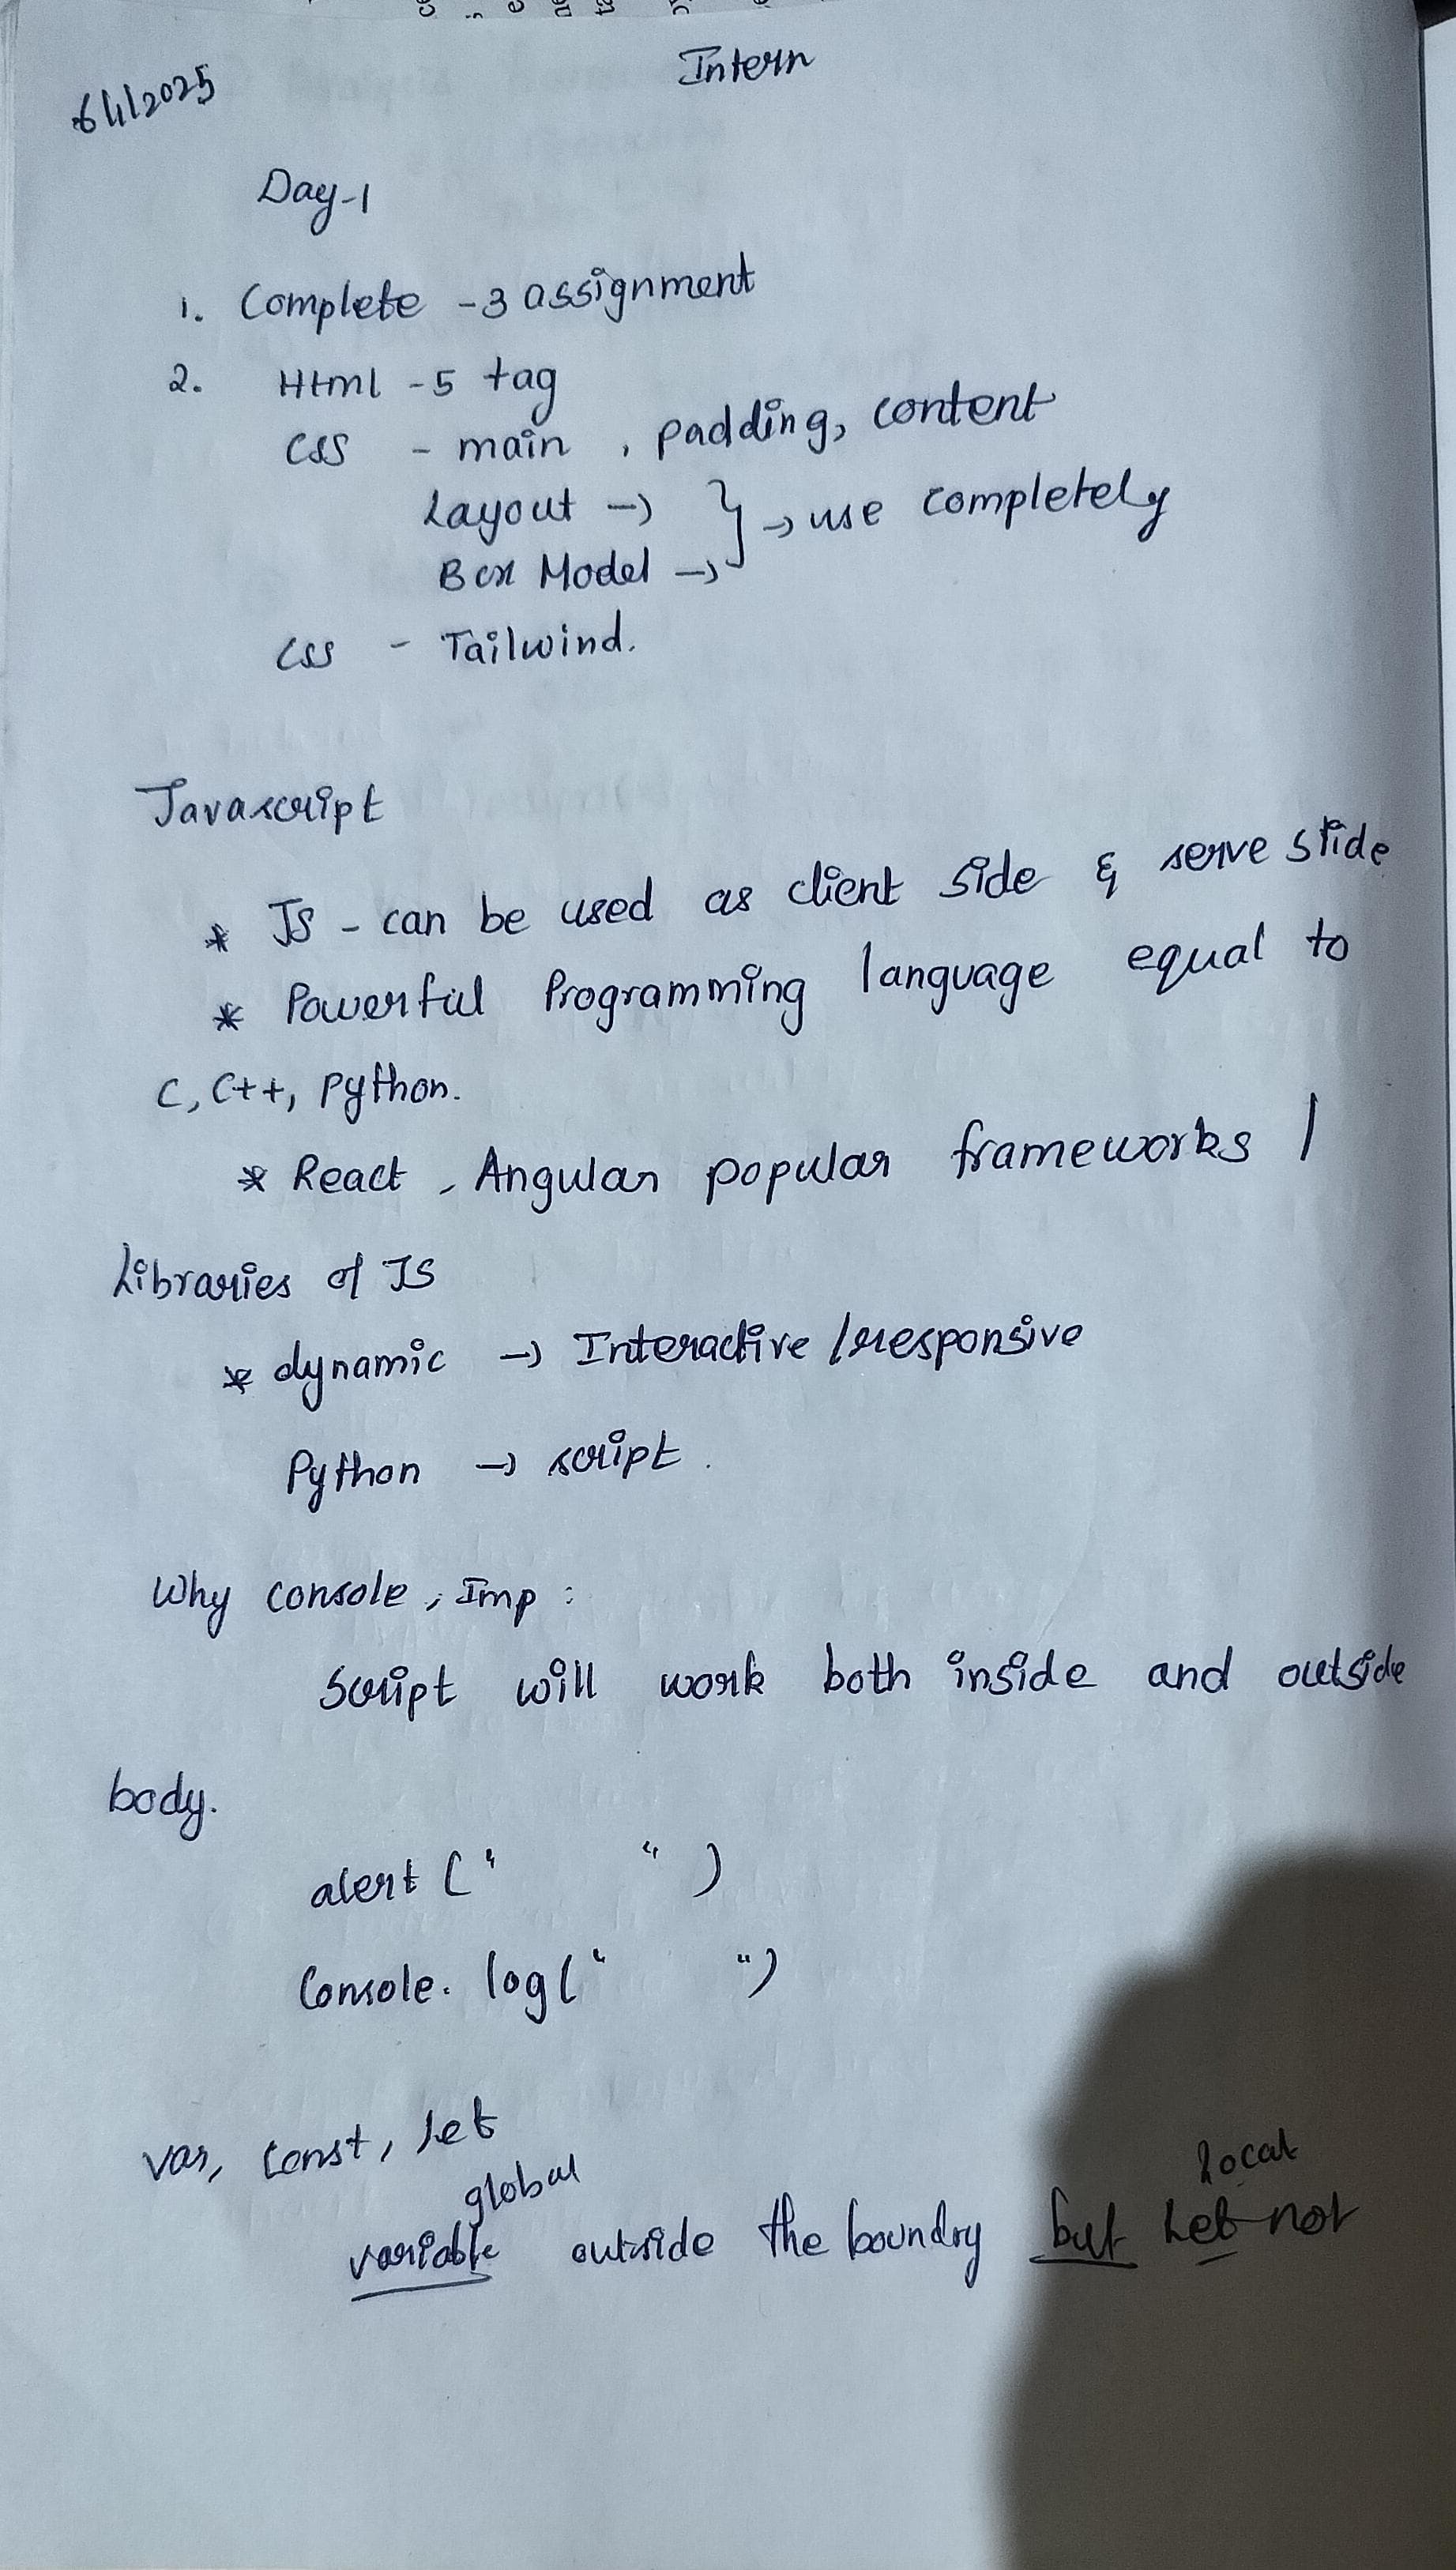 Intern
6/1/2025
Day-1
1. Complete - 3 assignment
2. Html - 5 tag
CSS - main, padding, content
Layout →
Box Model → } → use completely
CSS - Tailwind.
Javascript
* JS - can be used as client side & serve slide
* Powerful Programming language equal to
C, C++, Python.
* React, Angular popular frameworks /
Libraries of JS
* dynamic → Interactive / responsive
Python → script.
Why console, Imp :
Script will work both inside and outside
body.
alert (" ")
Console. log(" ")
var, const, let
global local
variable outside the boundry but let not